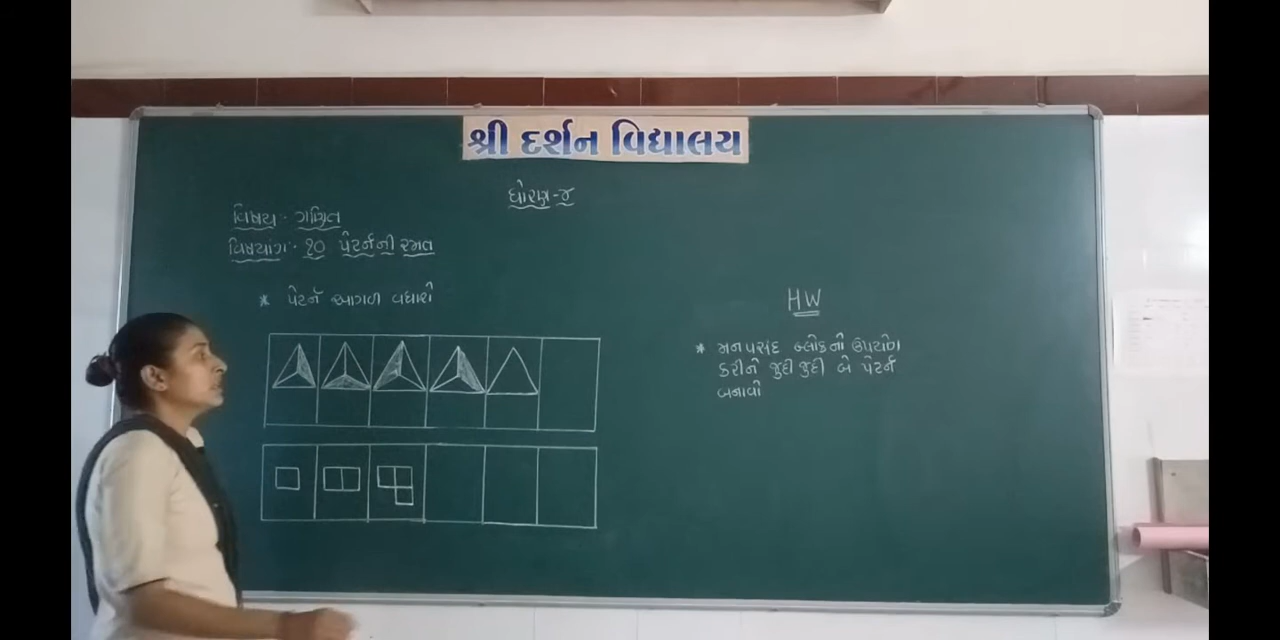 શ્રી દર્શન વિદ્યાલય
ધોરણ-૪
વિષય:- ગણિત
વિષયાંગ:- ૧૦ પેટર્નની રમત
* પેટર્ન આગળ વધારો
HW
* મનપસંદ બ્લોકનો ઉપયોગ
કરીને જુદી જુદી બે પેટર્ન
બનાવો